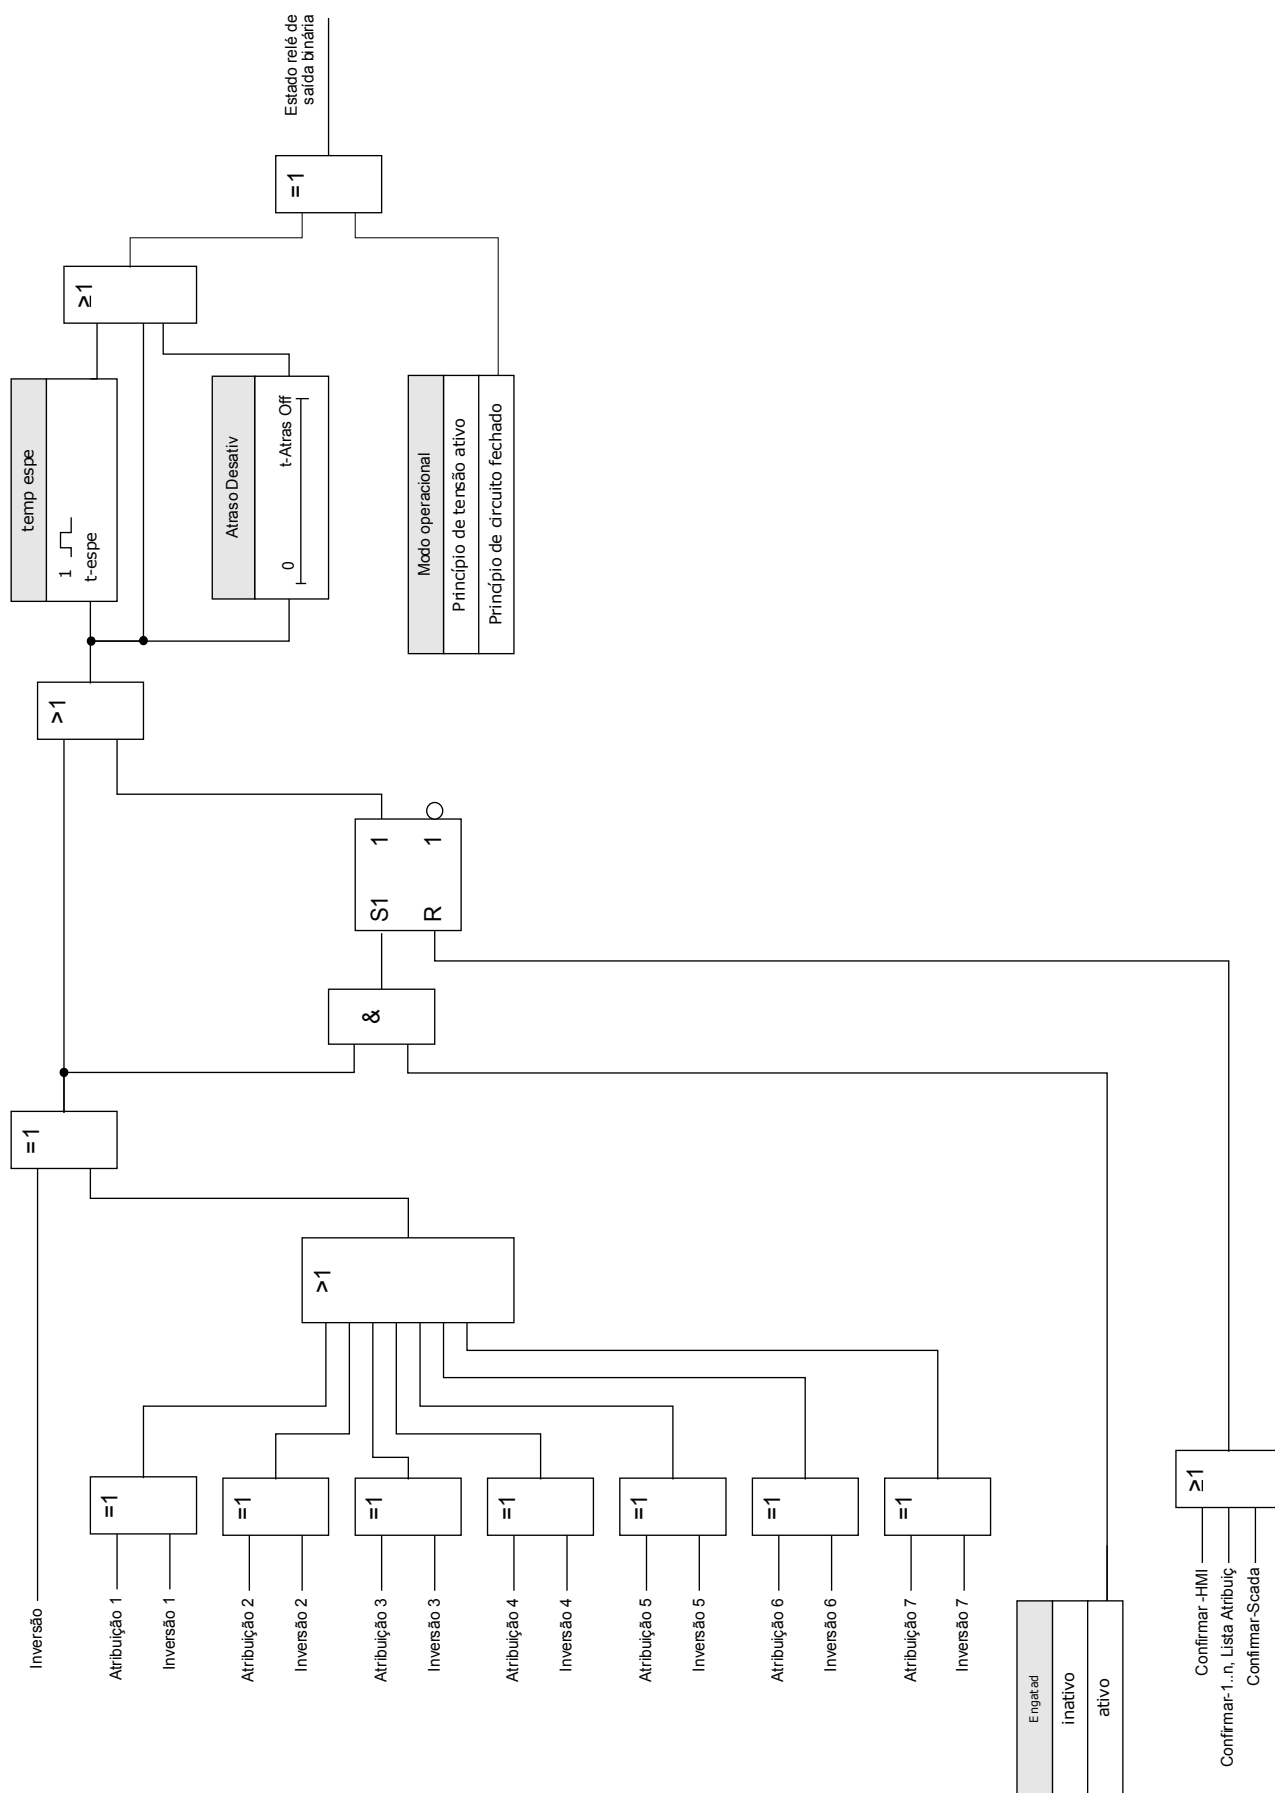 Inversão
Atribuição 1
Inversão 1
Atribuição 2
Inversão 2
Atribuição 3
Inversão 3
Atribuição 4
Inversão 4
Atribuição 5
Inversão 5
Atribuição 6
Inversão 6
Atribuição 7
Inversão 7
=1
=1
=1
=1
=1
=1
=1
>1
=1
Engatad
inativo
ativo
Confirmar -HMI
Confirmar-1..n, Lista Atribuiç
Confirmar-Scada
≥1
&
S1 1
R 1
>1
temp espe
1
t-espe
Atraso Desativ
0 t-Atras Off
Modo operacional
Princípio de tensão ativo
Princípio de circuito fechado
≥1
=1
Estado relé de
saída binária